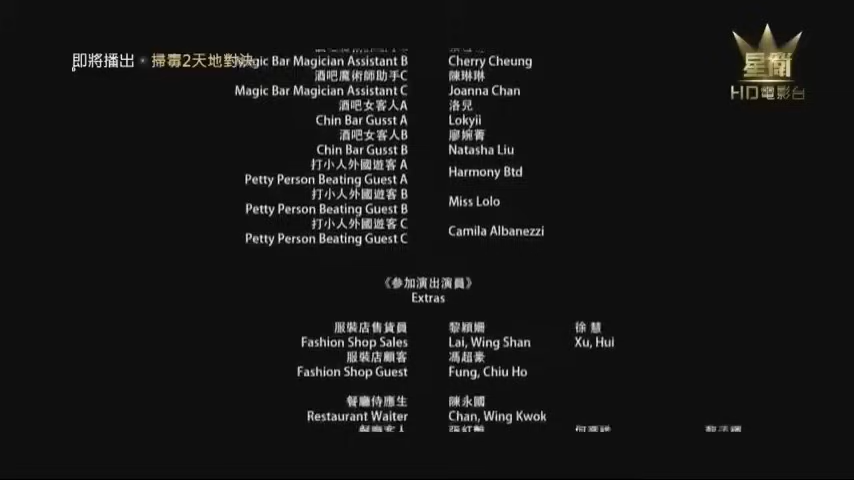 即將播出•掃毒2天地對決
星衛
HD電影台
Magic Bar Magician Assistant B Cherry Cheung
酒吧魔術師助手C 陳琳琳
Magic Bar Magician Assistant C Joanna Chan
酒吧女客人A 洛兒
Chin Bar Gusst A Lokyii
酒吧女客人B 廖婉菁
Chin Bar Gusst B Natasha Liu
打小人外國遊客 A
Petty Person Beating Guest A Harmony Btd
打小人外國遊客 B
Petty Person Beating Guest B Miss Lolo
打小人外國遊客 C
Petty Person Beating Guest C Camila Albanezzi
《參加演出演員》
Extras
服裝店售貨員 黎穎姍 徐慧
Fashion Shop Sales Lai, Wing Shan Xu, Hui
服裝店顧客 馮超豪
Fashion Shop Guest Fung, Chiu Ho
餐廳侍應生 陳永國
Restaurant Waiter Chan, Wing Kwok